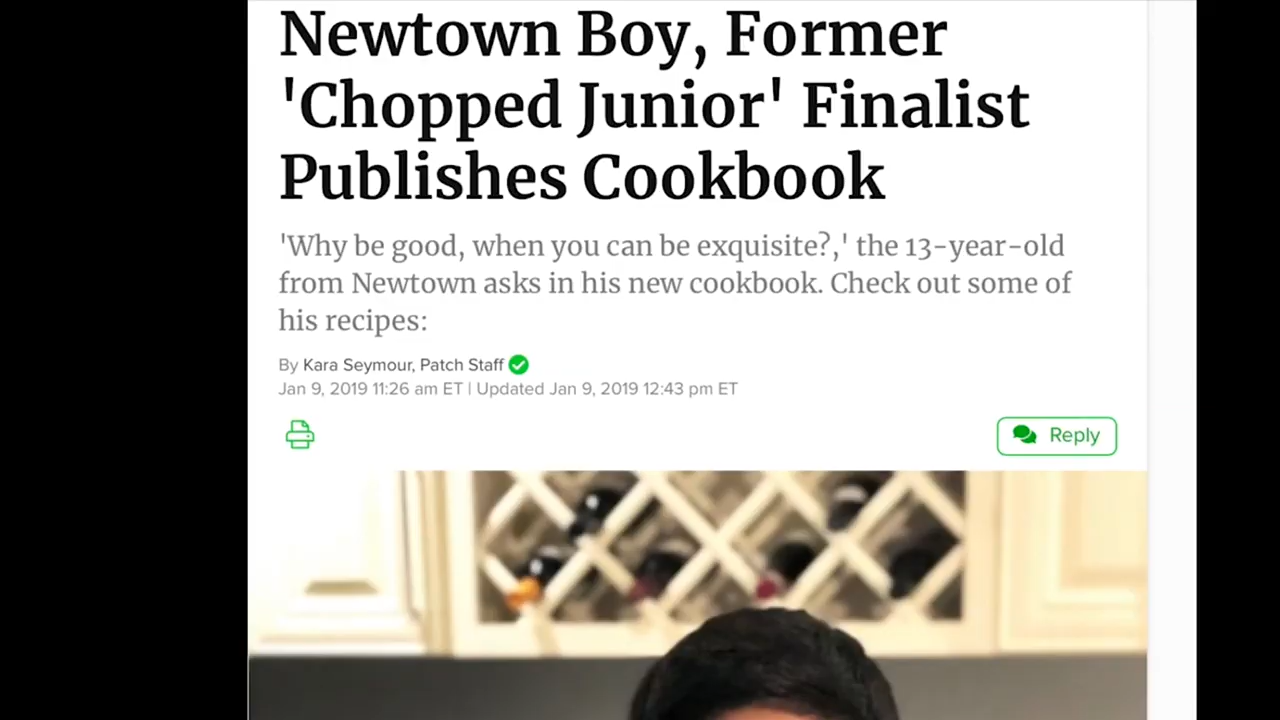 Newtown Boy, Former
'Chopped Junior' Finalist
Publishes Cookbook
'Why be good, when you can be exquisite?,' the 13-year-old
from Newtown asks in his new cookbook. Check out some of
his recipes:
By Kara Seymour, Patch Staff
Jan 9, 2019 11:26 am ET | Updated Jan 9, 2019 12:43 pm ET
Reply